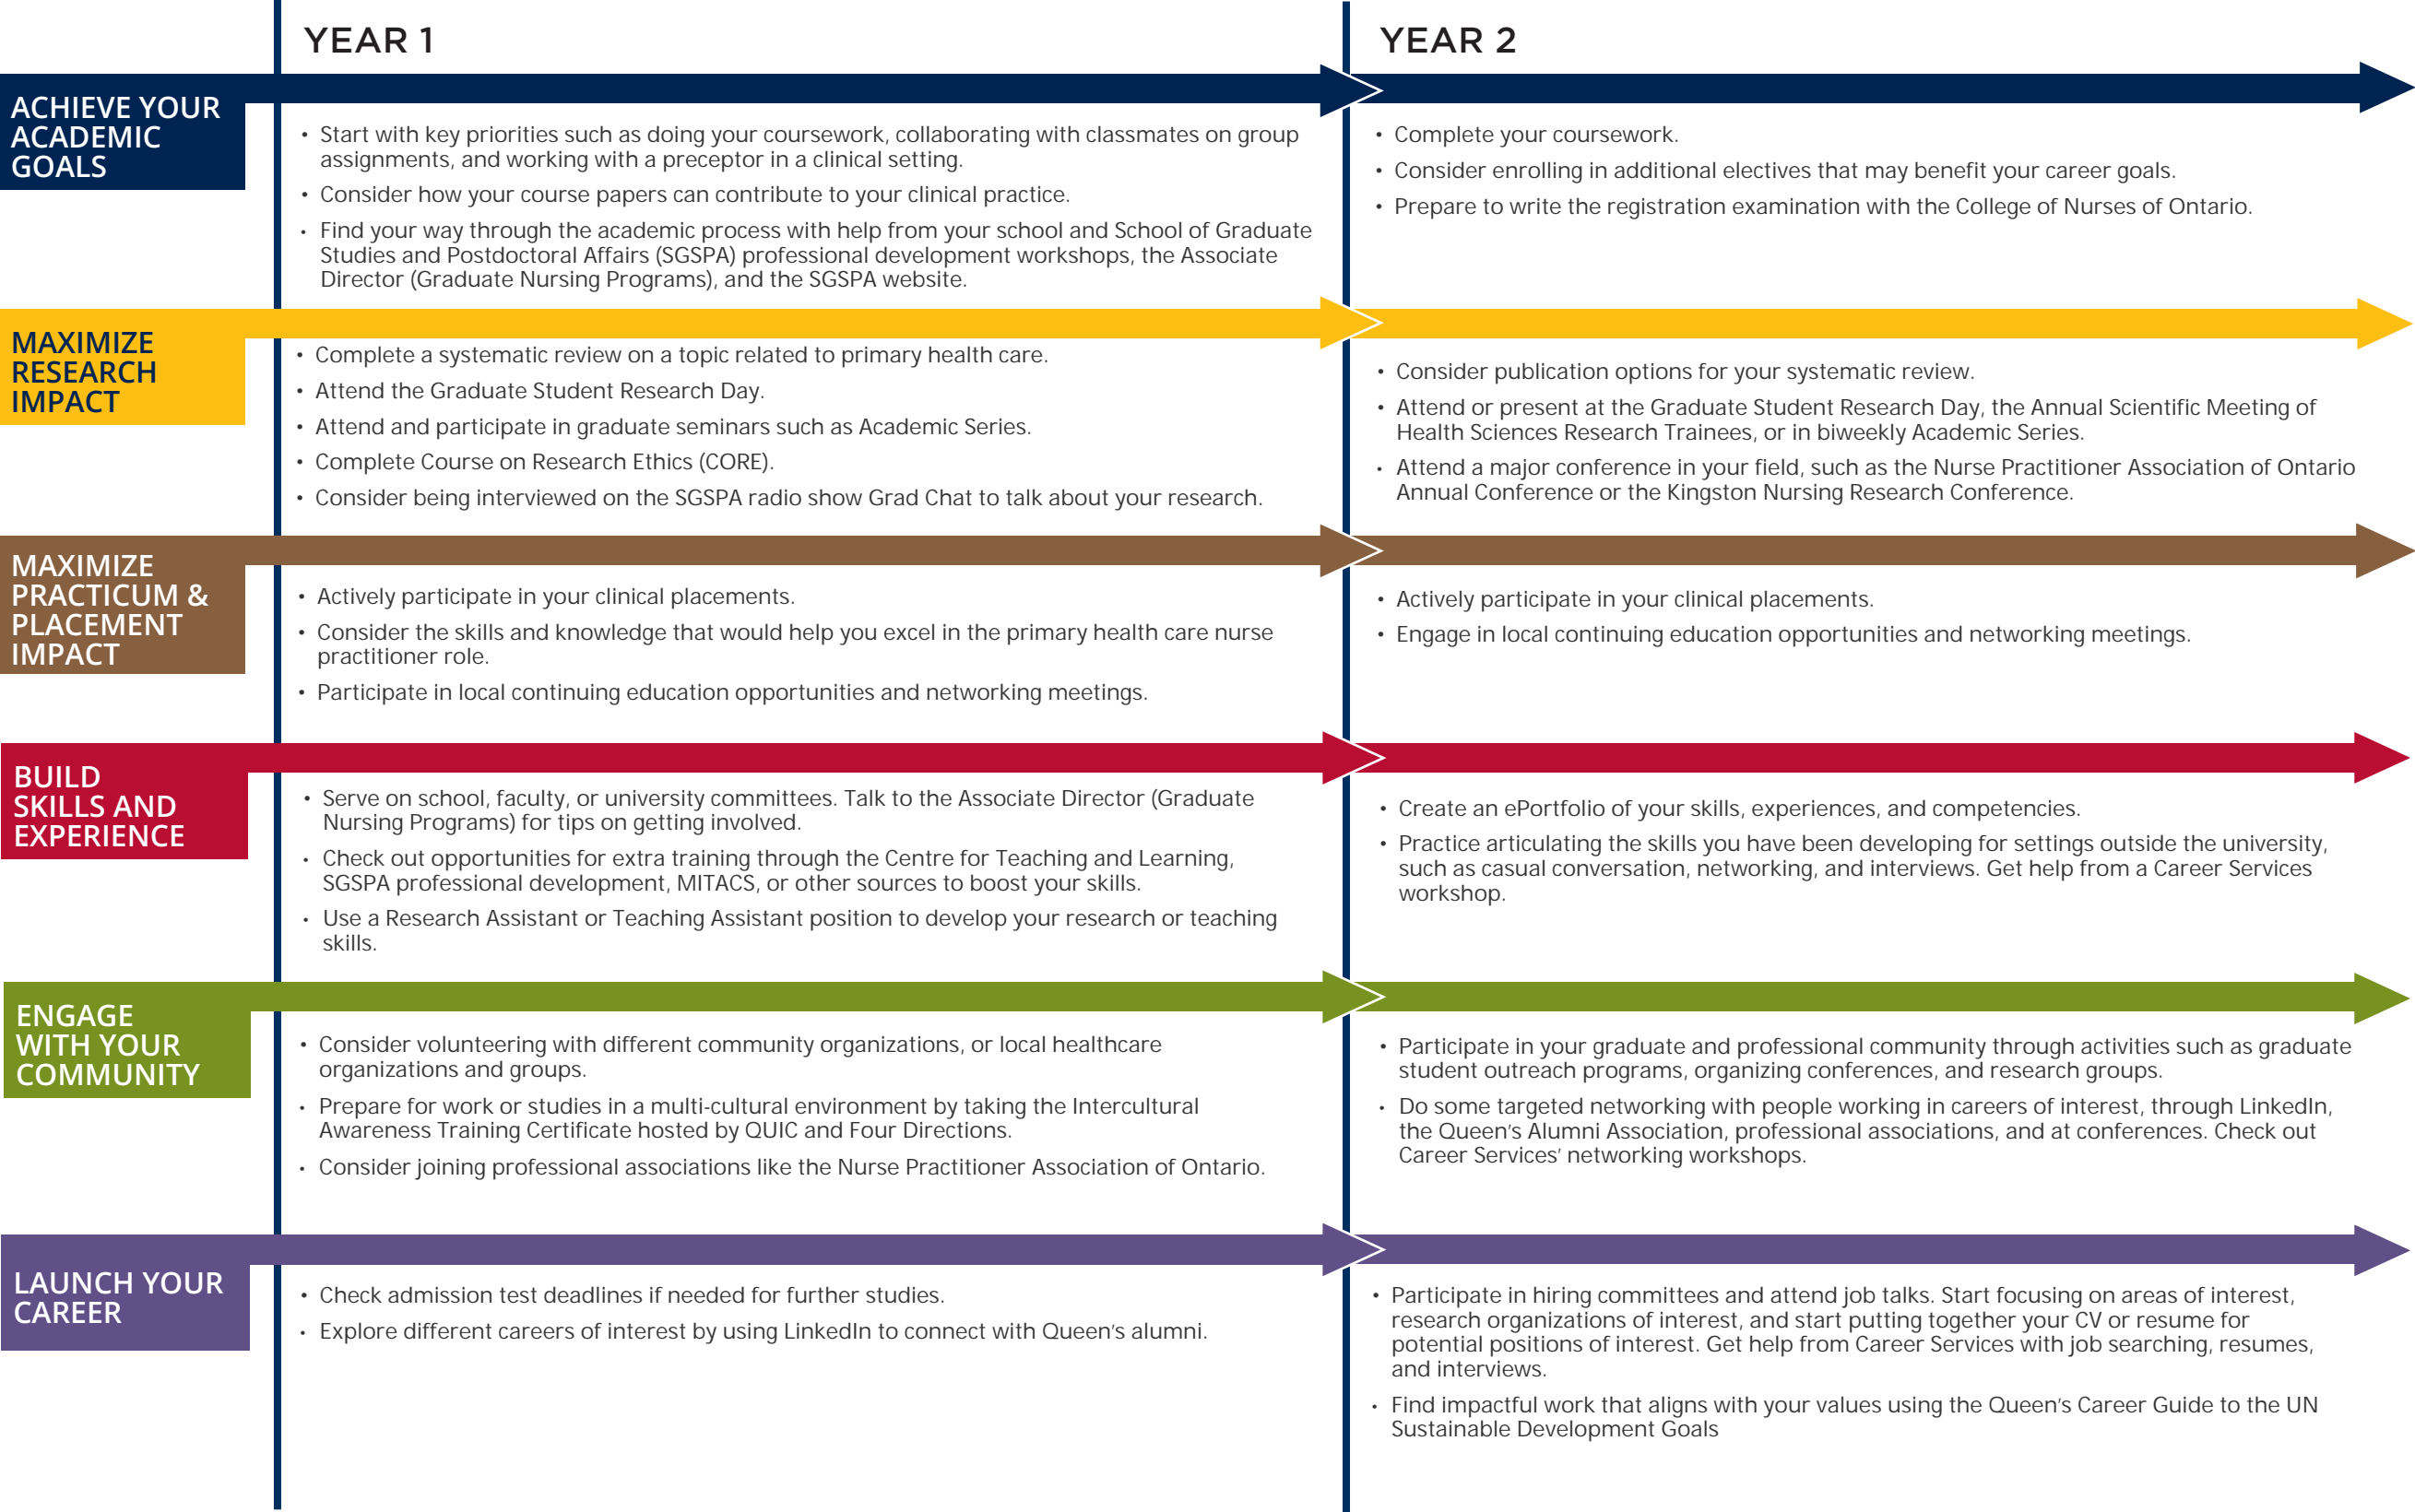 YEAR 1
YEAR 2
ACHIEVE YOUR
ACADEMIC
GOALS
• Start with key priorities such as doing your coursework, collaborating with classmates on group
assignments, and working with a preceptor in a clinical setting.
• Consider how your course papers can contribute to your clinical practice.
• Find your way through the academic process with help from your school and School of Graduate
Studies and Postdoctoral Affairs (SGSPA) professional development workshops, the Associate
Director (Graduate Nursing Programs), and the SGSPA website.
• Complete your coursework.
• Consider enrolling in additional electives that may benefit your career goals.
• Prepare to write the registration examination with the College of Nurses of Ontario.
MAXIMIZE
RESEARCH
IMPACT
• Complete a systematic review on a topic related to primary health care.
• Attend the Graduate Student Research Day.
• Attend and participate in graduate seminars such as Academic Series.
• Complete Course on Research Ethics (CORE).
• Consider being interviewed on the SGSPA radio show Grad Chat to talk about your research.
• Consider publication options for your systematic review.
• Attend or present at the Graduate Student Research Day, the Annual Scientific Meeting of
Health Sciences Research Trainees, or in biweekly Academic Series.
• Attend a major conference in your field, such as the Nurse Practitioner Association of Ontario
Annual Conference or the Kingston Nursing Research Conference.
MAXIMIZE
PRACTICUM &
PLACEMENT
IMPACT
• Actively participate in your clinical placements.
• Consider the skills and knowledge that would help you excel in the primary health care nurse
practitioner role.
• Participate in local continuing education opportunities and networking meetings.
• Actively participate in your clinical placements.
• Engage in local continuing education opportunities and networking meetings.
BUILD
SKILLS AND
EXPERIENCE
• Serve on school, faculty, or university committees. Talk to the Associate Director (Graduate
Nursing Programs) for tips on getting involved.
• Check out opportunities for extra training through the Centre for Teaching and Learning,
SGSPA professional development, MITACS, or other sources to boost your skills.
• Use a Research Assistant or Teaching Assistant position to develop your research or teaching
skills.
• Create an ePortfolio of your skills, experiences, and competencies.
• Practice articulating the skills you have been developing for settings outside the university,
such as casual conversation, networking, and interviews. Get help from a Career Services
workshop.
ENGAGE
WITH YOUR
COMMUNITY
• Consider volunteering with different community organizations, or local healthcare
organizations and groups.
• Prepare for work or studies in a multi-cultural environment by taking the Intercultural
Awareness Training Certificate hosted by QUIC and Four Directions.
• Consider joining professional associations like the Nurse Practitioner Association of Ontario.
• Participate in your graduate and professional community through activities such as graduate
student outreach programs, organizing conferences, and research groups.
• Do some targeted networking with people working in careers of interest, through LinkedIn,
the Queen’s Alumni Association, professional associations, and at conferences. Check out
Career Services’ networking workshops.
LAUNCH YOUR
CAREER
• Check admission test deadlines if needed for further studies.
• Explore different careers of interest by using LinkedIn to connect with Queen’s alumni.
• Participate in hiring committees and attend job talks. Start focusing on areas of interest,
research organizations of interest, and start putting together your CV or resume for
potential positions of interest. Get help from Career Services with job searching, resumes,
and interviews.
• Find impactful work that aligns with your values using the Queen’s Career Guide to the UN
Sustainable Development Goals